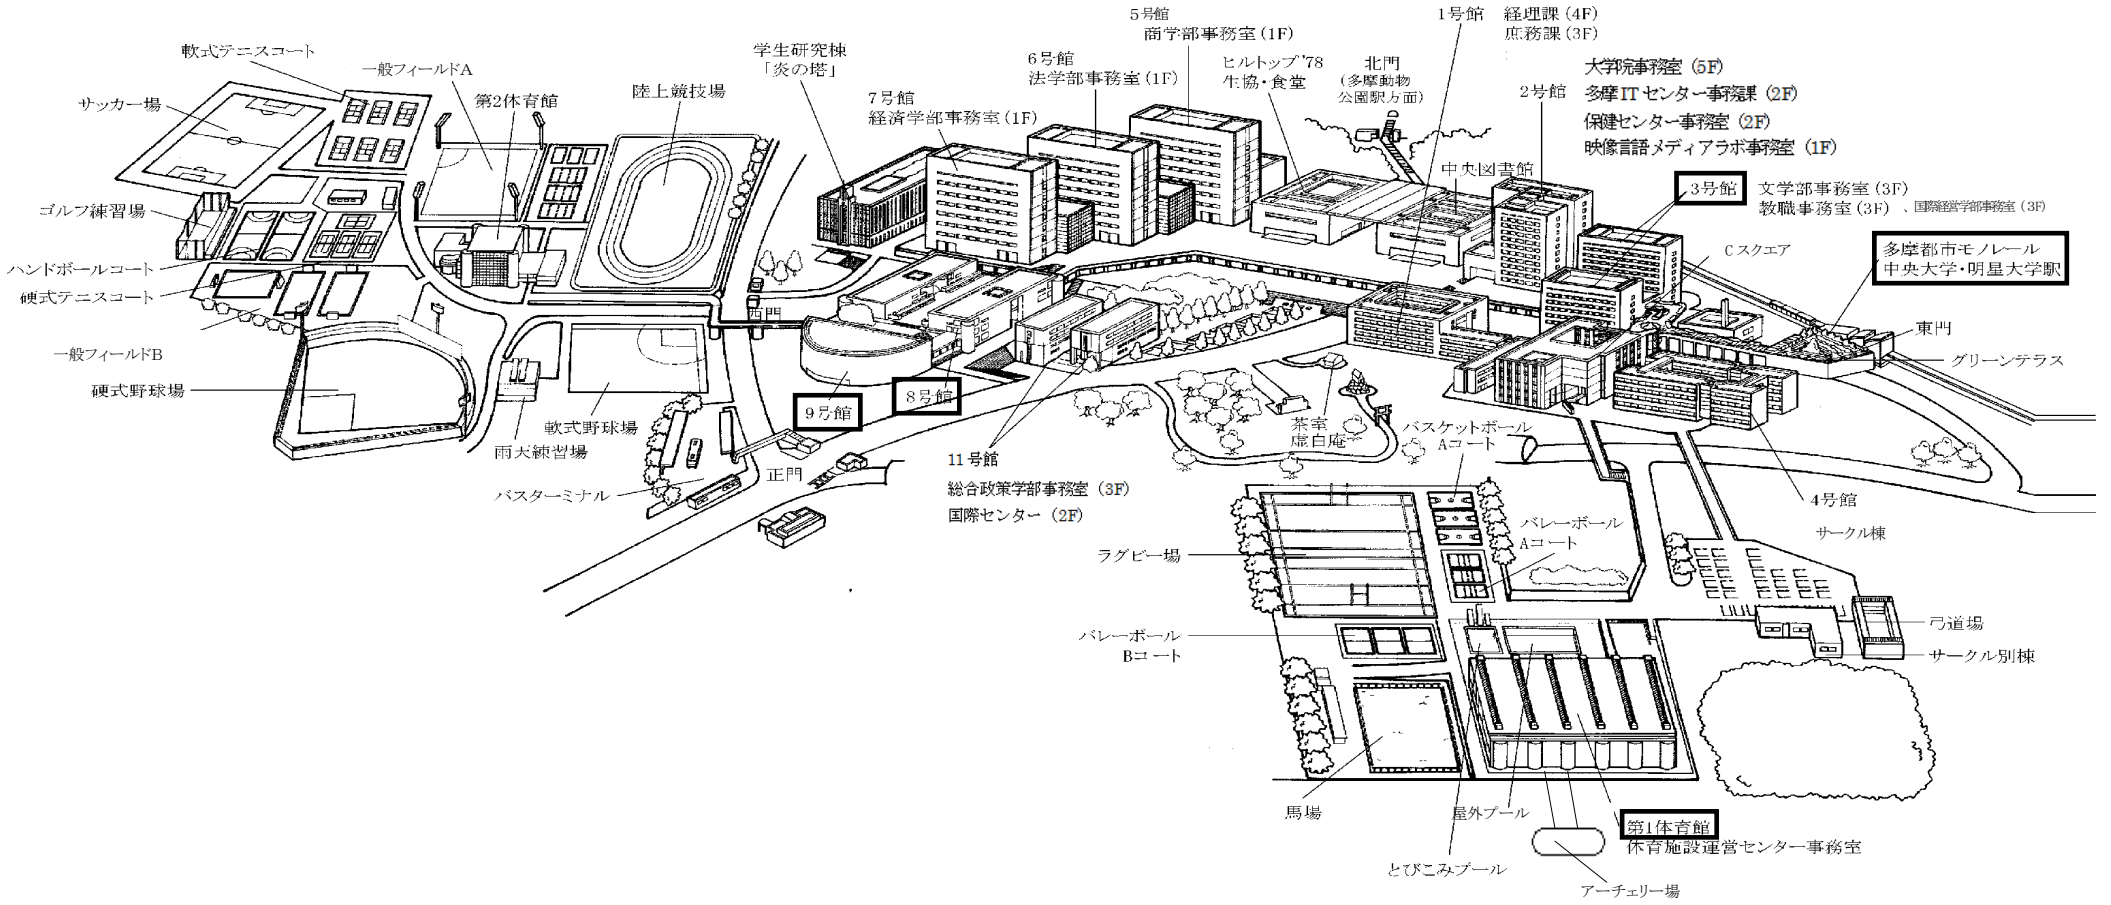 軟式テニスコート
一般フィールドA
サッカー場
第2体育館
陸上競技場
学生研究棟
「炎の塔」
7号館
経済学部事務室(1F)
6号館
法学部事務室(1F)
5号館
商学部事務室(1F)
ヒルトップ'78
生協・食堂
北門
(多摩動物
公園駅方面)
1号館 経理課(4F)
庶務課(3F)
2号館
大学院事務室(5F)
多摩ITセンター事務課(2F)
保健センター事務室(2F)
映像言語メディアラボ事務室(1F)
中央図書館
3号館 文学部事務室(3F)
教職事務室(3F)、国際経営学部事務室(3F)
Cスクエア
多摩都市モノレール
中央大学・明星大学駅
東門
グリーンテラス
ゴルフ練習場
ハンドボールコート
硬式テニスコート
一般フィールドB
硬式野球場
西門
軟式野球場
雨天練習場
バスターミナル
正門
9号館
8号館
11号館
総合政策学部事務室(3F)
国際センター(2F)
茶室
虚白庵
バスケットボール
Aコート
4号館
サークル棟
バレーボール
Aコート
ラグビー場
バレーボール
Bコート
弓道場
サークル別棟
馬場
屋外プール
とびこみプール
第1体育館
体育施設運営センター事務室
アーチェリー場